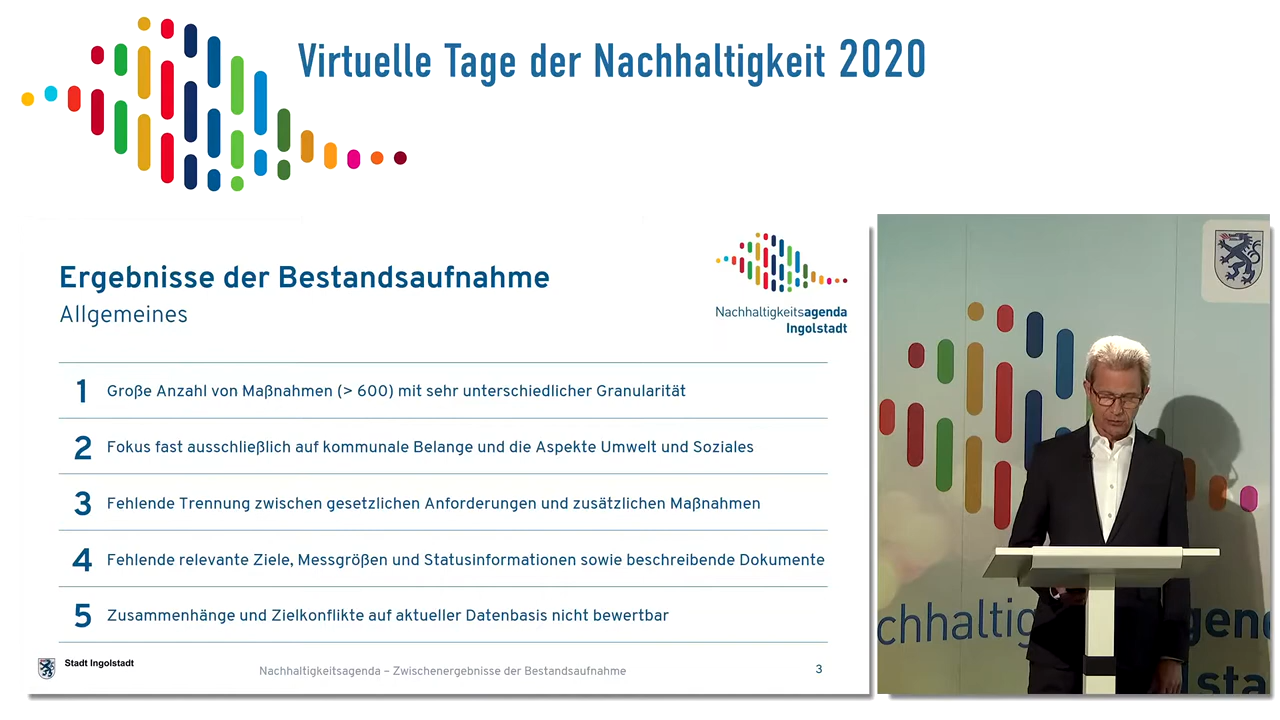 Virtuelle Tage der Nachhaltigkeit 2020
Ergebnisse der Bestandsaufnahme
Allgemeines
Nachhaltigkeitsagenda
Ingolstadt
1 Große Anzahl von Maßnahmen (> 600) mit sehr unterschiedlicher Granularität
2 Fokus fast ausschließlich auf kommunale Belange und die Aspekte Umwelt und Soziales
3 Fehlende Trennung zwischen gesetzlichen Anforderungen und zusätzlichen Maßnahmen
4 Fehlende relevante Ziele, Messgrößen und Statusinformationen sowie beschreibende Dokumente
5 Zusammenhänge und Zielkonflikte auf aktueller Datenbasis nicht bewertbar
Stadt Ingolstadt
Nachhaltigkeitsagenda – Zwischenergebnisse der Bestandsaufnahme
3
chhaltig gen
lsta